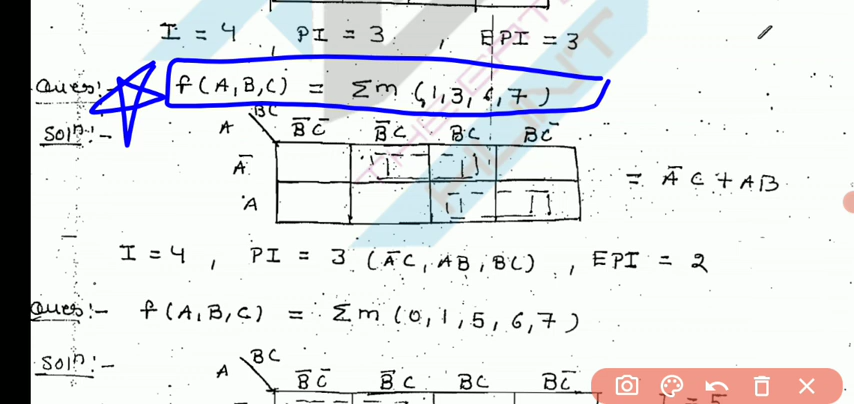 I = 4 , PI = 3 , EPI = 3
Ques:- f(A,B,C) = Σm (1,3,6,7)
Soln:- A BC B̅C̅ B̅C BC BC̅
A̅ 1 1 = A̅C + AB
A 1 1
I = 4 , PI = 3 (A̅C, AB, BC) , EPI = 2
Ques:- f(A,B,C) = Σm (0,1,5,6,7)
Soln:- A BC B̅C̅ B̅C BC BC̅
I = 5